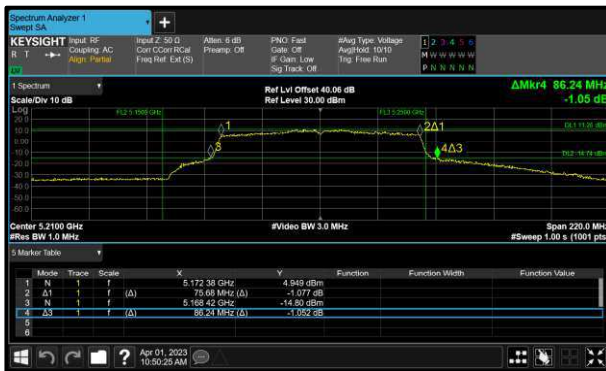 Spectrum Analyzer 1
Swept SA
KEYSIGHT Input: RF Input Z: 50 Ω Atten: 6 dB PNO: Fast #Avg Type: Voltage 1 2 3 4 5 6
R T Coupling: AC Corr CCorr RCal Preamp: Off Gate: Off Avg|Hold: 10/10 M W W W W W
Align: Partial Freq Ref: Ext (S) IF Gain: Low Trig: Free Run P N N N N N
Sig Track: Off
1 Spectrum Ref Lvl Offset 40.06 dB ΔMkr4 86.24 MHz
Scale/Div 10 dB Ref Level 30.00 dBm -1.05 dB
Log
20.0
10.0
0.00
-10.0
-20.0
-30.0
-40.0
-50.0
-60.0
1
2Δ1
3
4Δ3
Center 5.2100 GHz #Video BW 3.0 MHz Span 220.0 MHz
#Res BW 1.0 MHz #Sweep 1.00 s (1001 pts)
5 Marker Table
Mode Trace Scale X Y Function Function Width Function Value
1 N 1 f 5.172 38 GHz 4.949 dBm
2 Δ1 1 f (Δ) 75.68 MHz (Δ) -1.077 dB
3 N 1 f 5.168 42 GHz -14.80 dBm
4 Δ3 1 f (Δ) 86.24 MHz (Δ) -1.052 dB
5
6
? Apr 01, 2023
10:50:25 AM